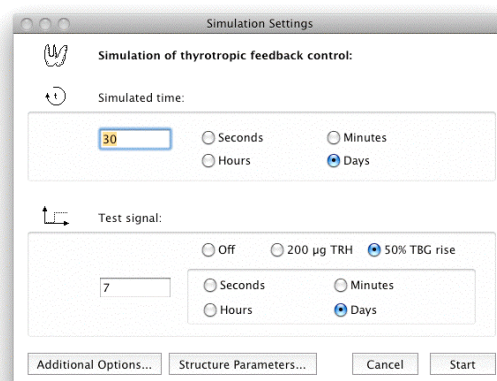 Simulation Settings
Simulation of thyrotropic feedback control:
t
Simulated time:
30
Seconds
Minutes
Hours
Days
Test signal:
Off
200 µg TRH
50% TBG rise
7
Seconds
Minutes
Hours
Days
Additional Options...
Structure Parameters...
Cancel
Start